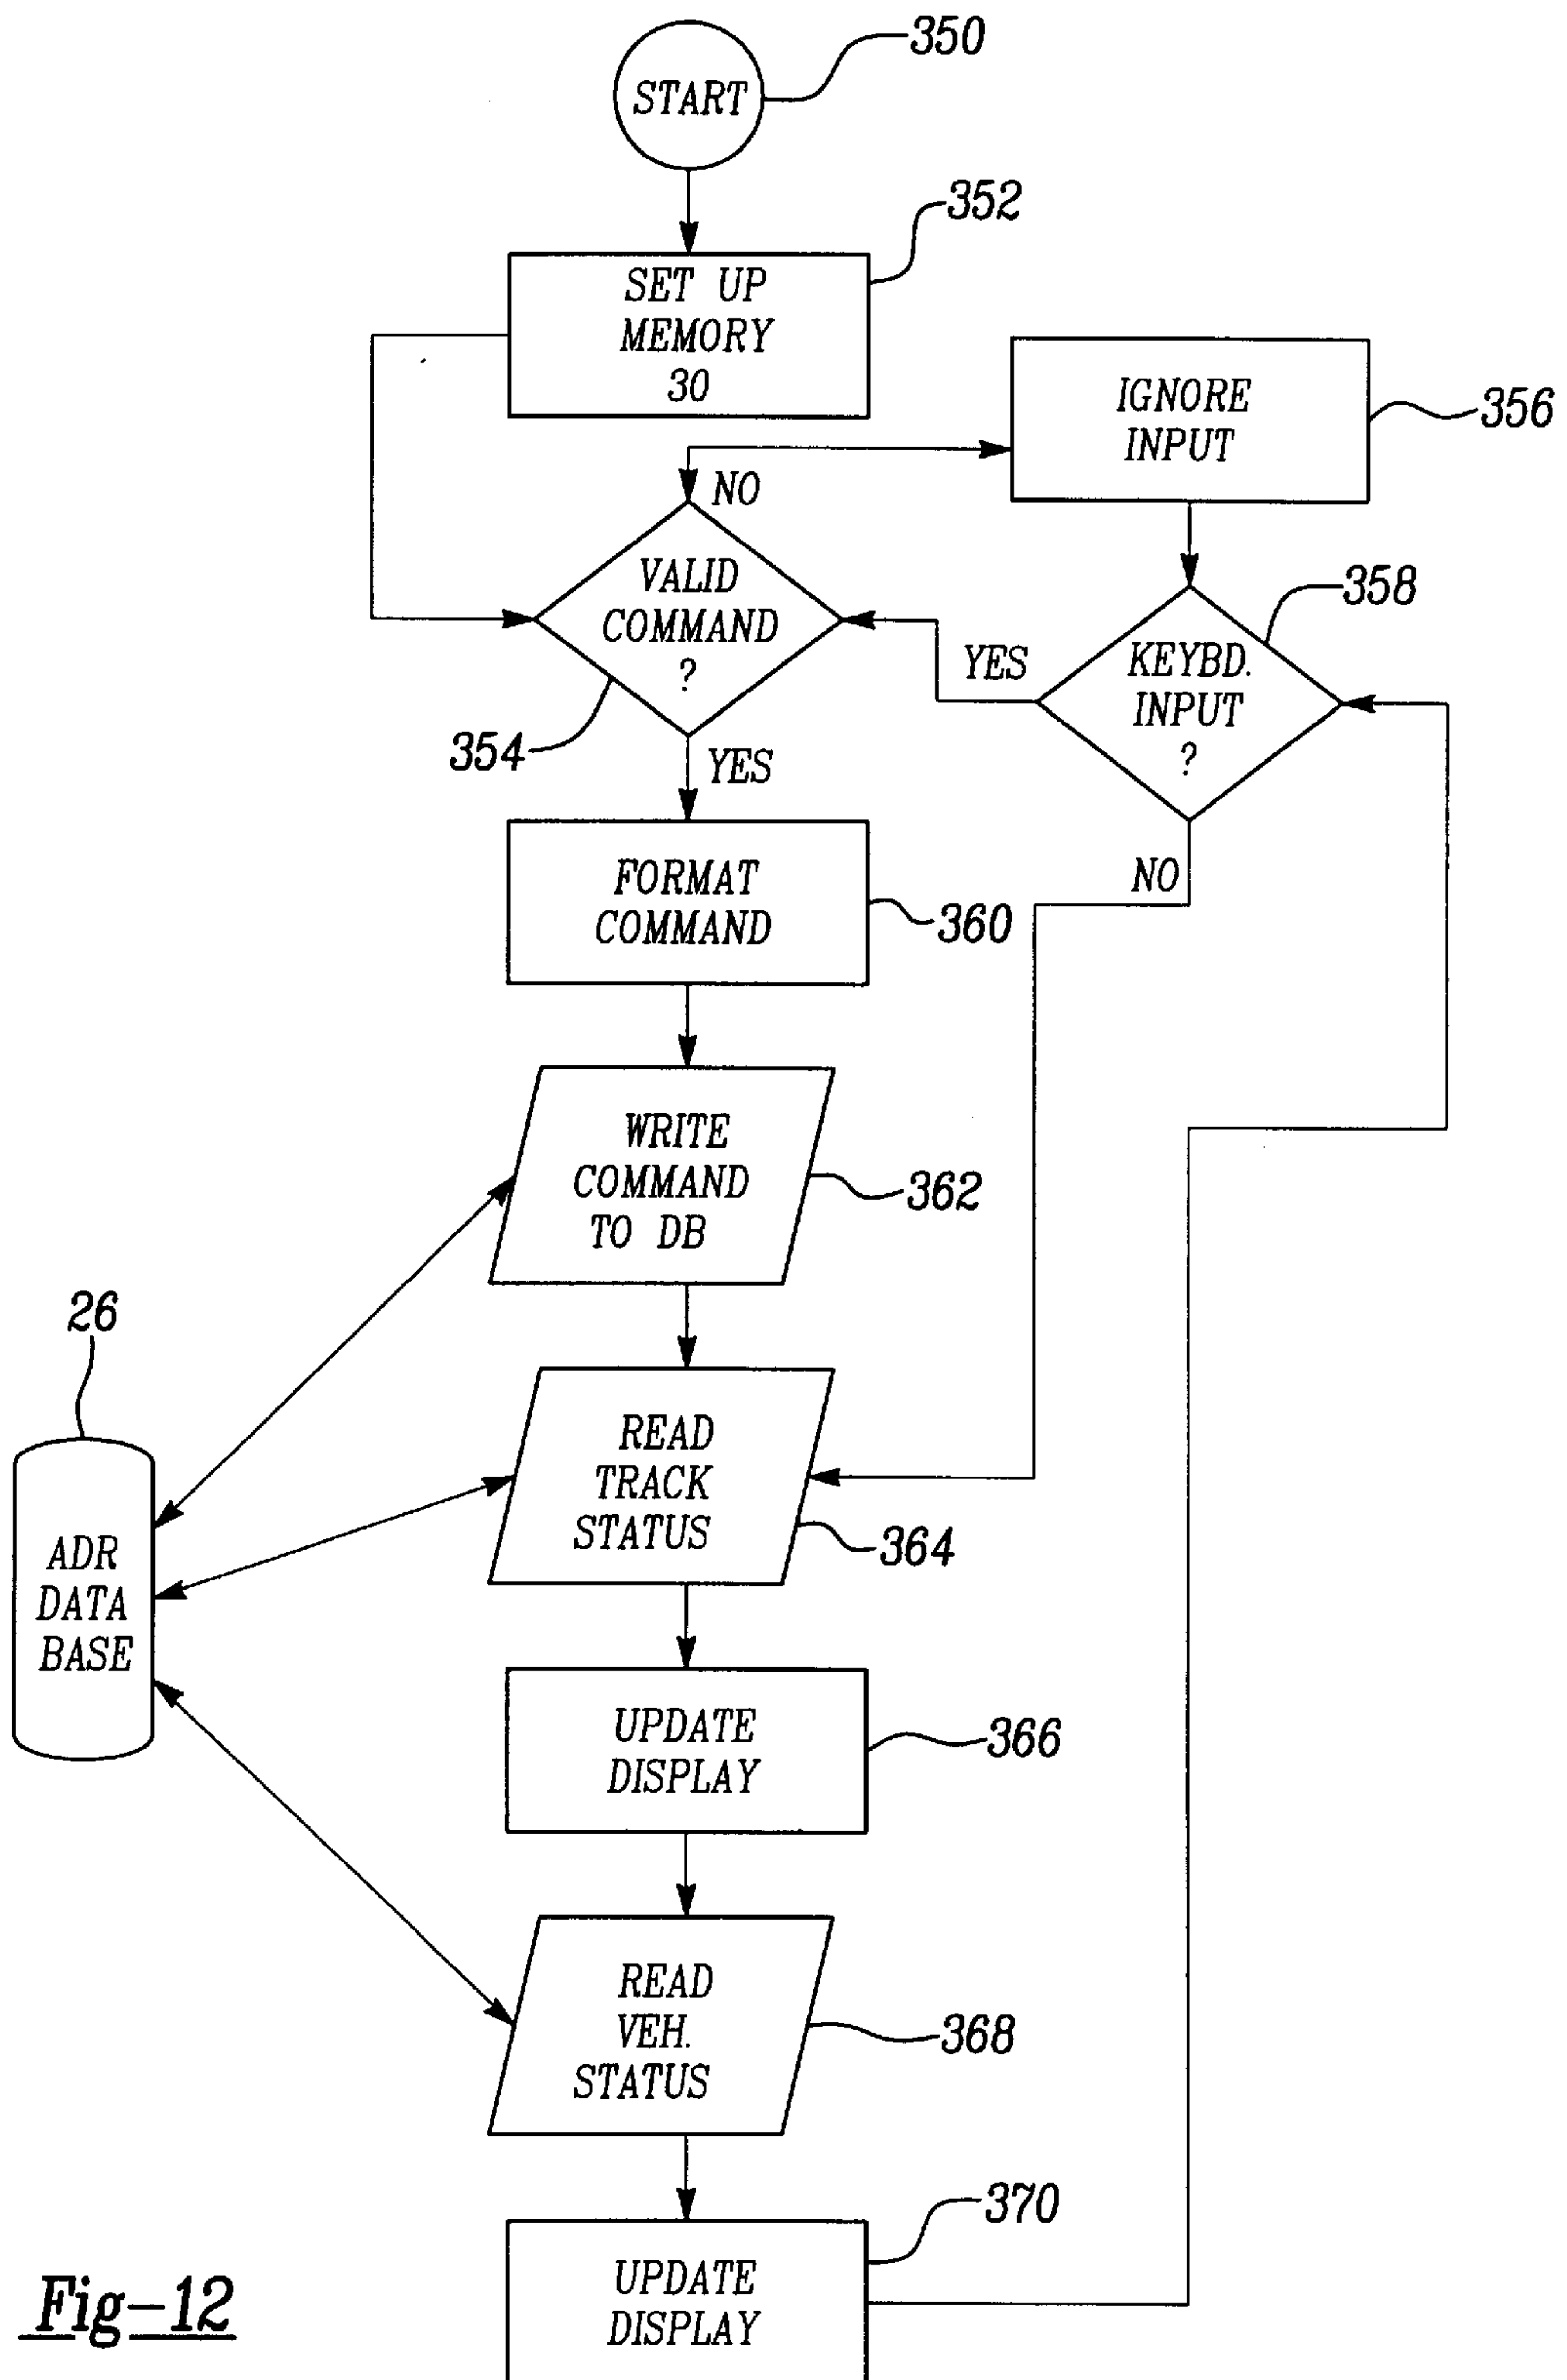 350
START
352
SET UP
MEMORY
30
IGNORE
INPUT
356
NO
VALID
COMMAND
?
354
358
KEYBD.
INPUT
?
YES
YES
NO
FORMAT
COMMAND
360
WRITE
COMMAND
TO DB
362
26
ADR
DATA
BASE
READ
TRACK
STATUS
364
UPDATE
DISPLAY
366
READ
VEH.
STATUS
368
370
UPDATE
DISPLAY
Fig-12